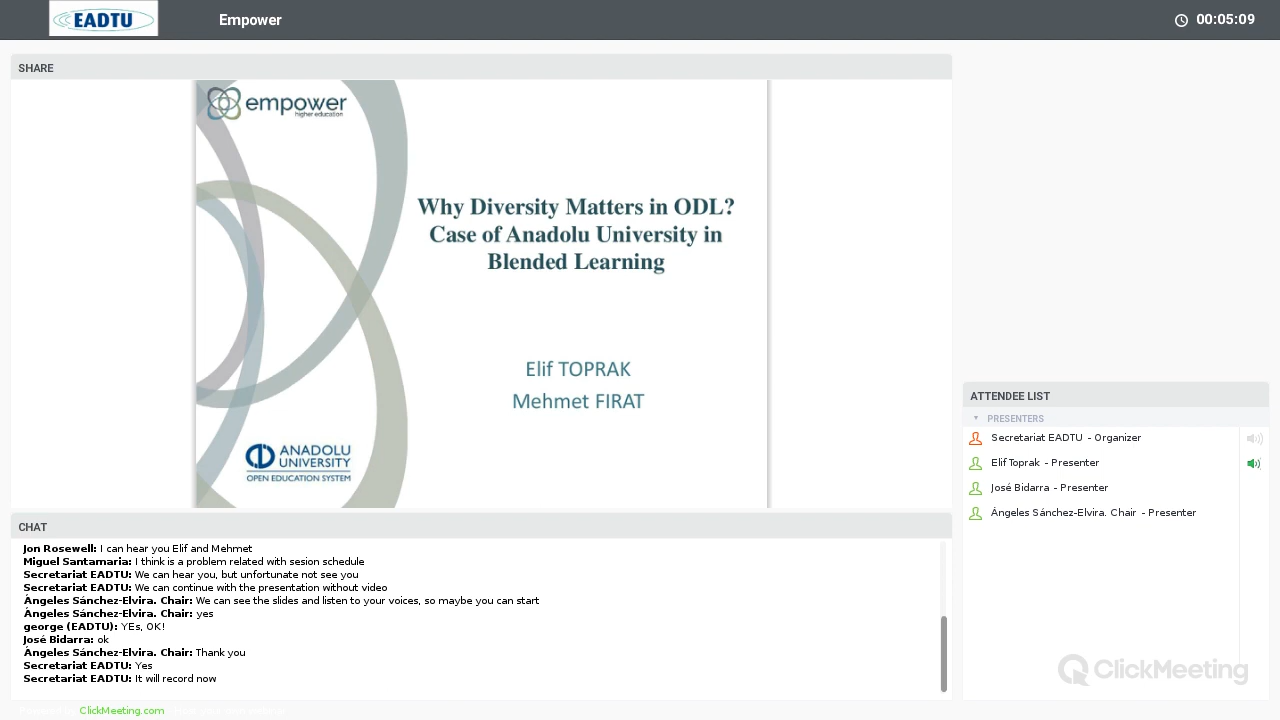 EADTU
Empower
00:05:09
SHARE
empower
higher education
Why Diversity Matters in ODL?
Case of Anadolu University in
Blended Learning
Elif TOPRAK
Mehmet FIRAT
ANADOLU
UNIVERSITY
OPEN EDUCATION SYSTEM
CHAT
Jon Rosewell: I can hear you Elif and Mehmet
Miguel Santamaria: I think is a problem related with sesion schedule
Secretariat EADTU: We can hear you, but unfortunate not see you
Secretariat EADTU: We can continue with the presentation without video
Ángeles Sánchez-Elvira. Chair: We can see the slides and listen to your voices, so maybe you can start
Ángeles Sánchez-Elvira. Chair: yes
george (EADTU): YEs, OK!
José Bidarra: ok
Ángeles Sánchez-Elvira. Chair: Thank you
Secretariat EADTU: Yes
Secretariat EADTU: It will record now
ATTENDEE LIST
PRESENTERS
Secretariat EADTU - Organizer
Elif Toprak - Presenter
José Bidarra - Presenter
Ángeles Sánchez-Elvira. Chair - Presenter
ClickMeeting
ClickMeeting.com